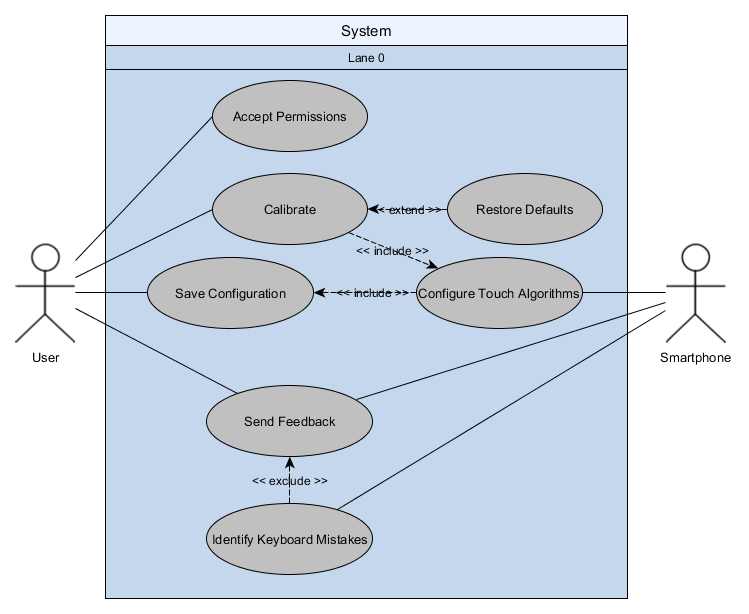 System
Lane 0
Accept Permissions
Calibrate
<< extend >>
Restore Defaults
<< include >>
Save Configuration
<< include >>
Configure Touch Algorithms
User
Smartphone
Send Feedback
<< exclude >>
Identify Keyboard Mistakes